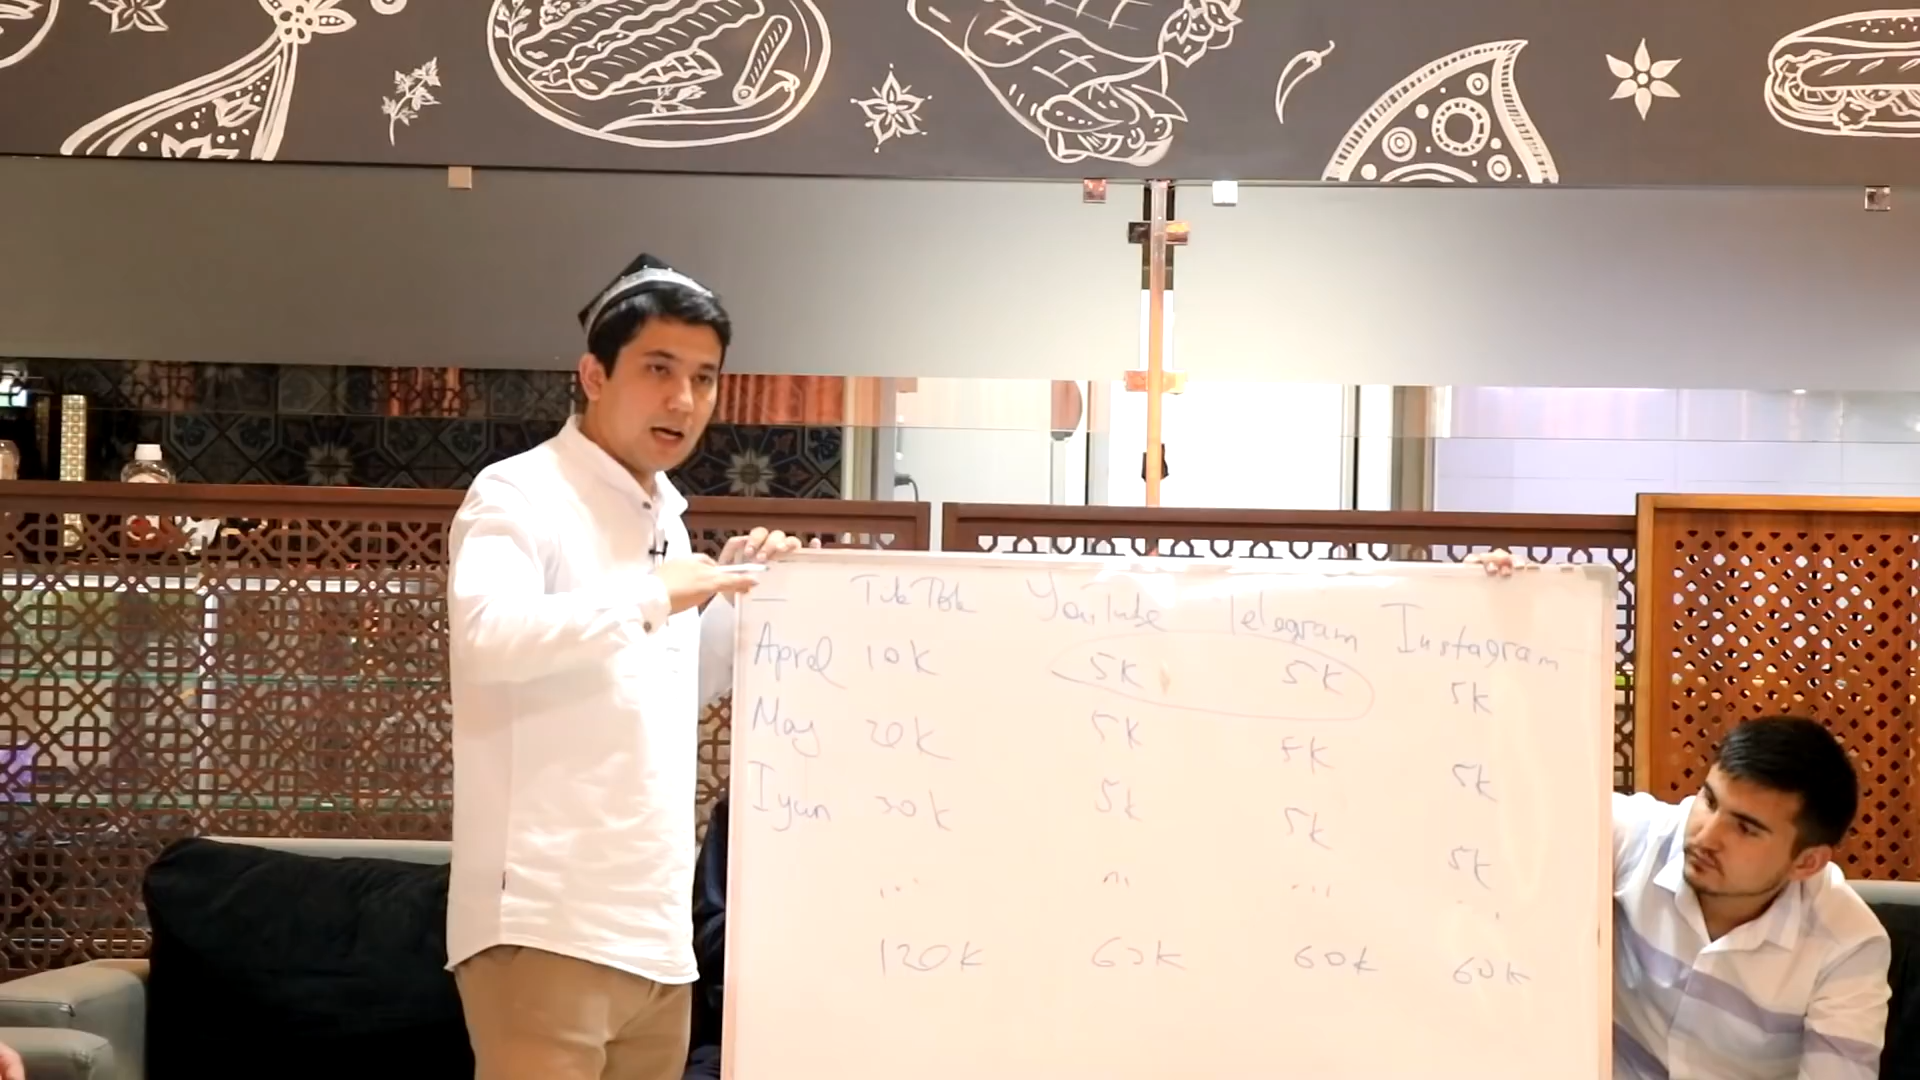 — TikTok YouTube Telegram Instagram
Aprel 10k 5k 5k 5k
May 20k 5k 5k 5k
Iyun 30k 5k 5k 5k
... ... ... ...
120k 60k 60k 60k